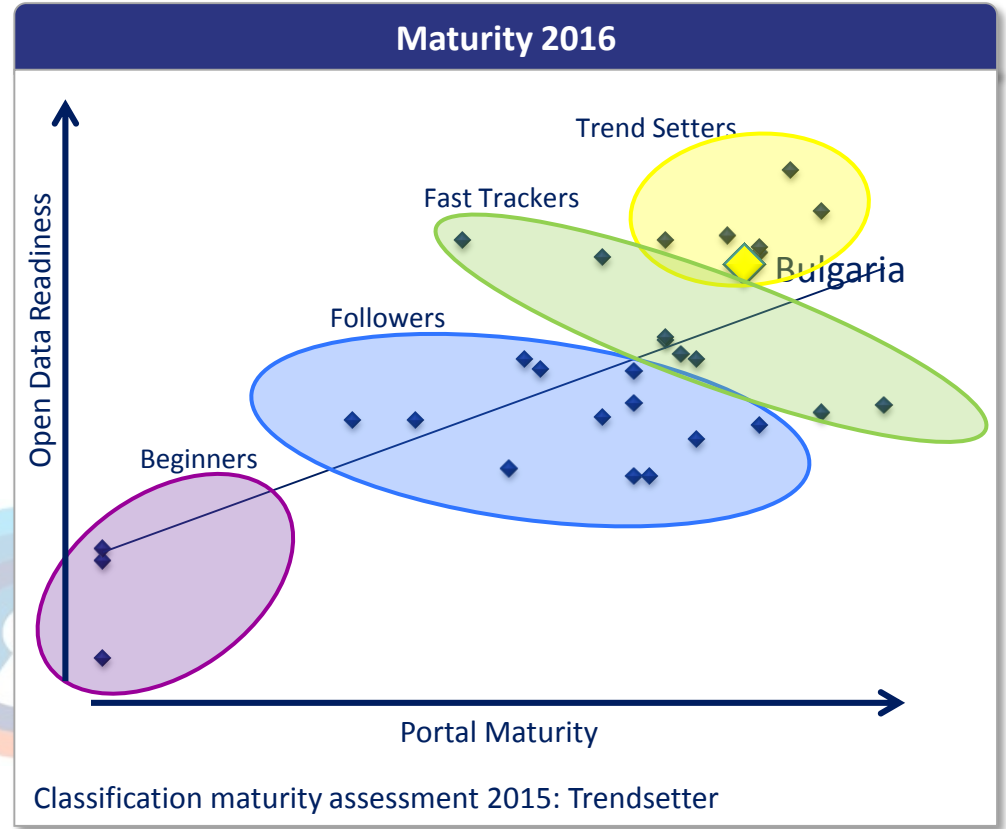 Maturity 2016
Trend Setters
Fast Trackers
Bulgaria
Followers
Beginners
Open Data Readiness
Portal Maturity
Classification maturity assessment 2015: Trendsetter